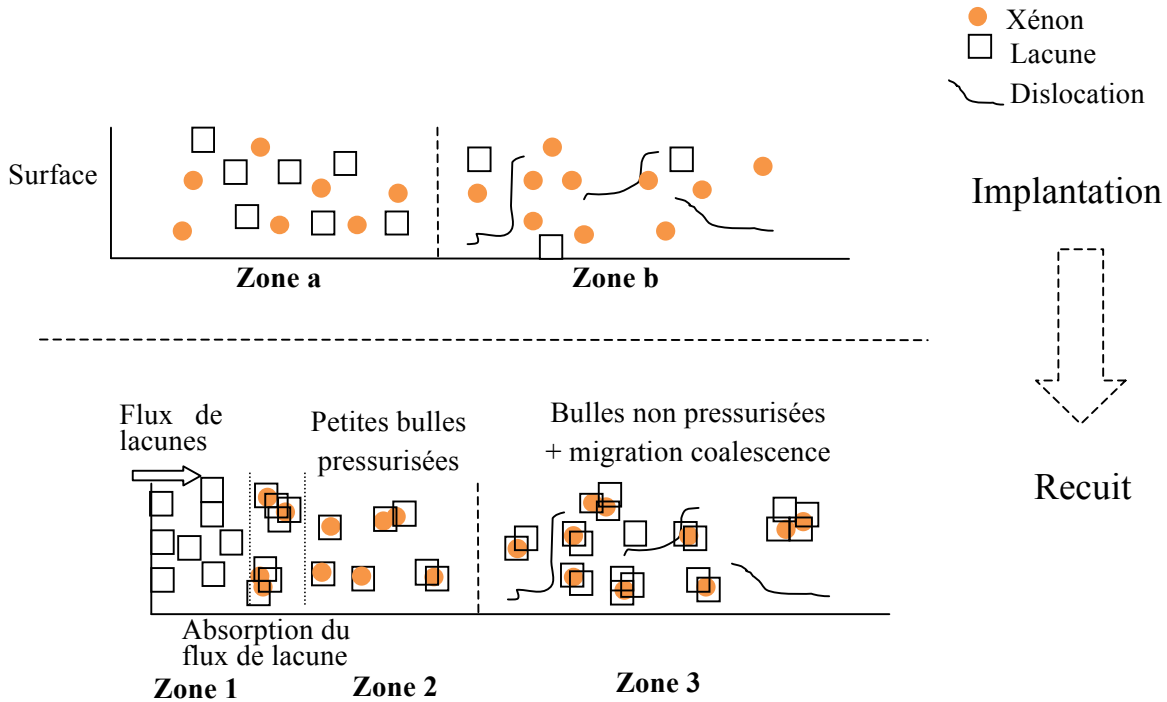 Xénon
Lacune
Dislocation
Surface
Implantation
Zone a
Zone b
Flux de
lacunes
Petites bulles
pressurisées
Bulles non pressurisées
+ migration coalescence
Recuit
Absorption du
flux de lacune
Zone 1
Zone 2
Zone 3